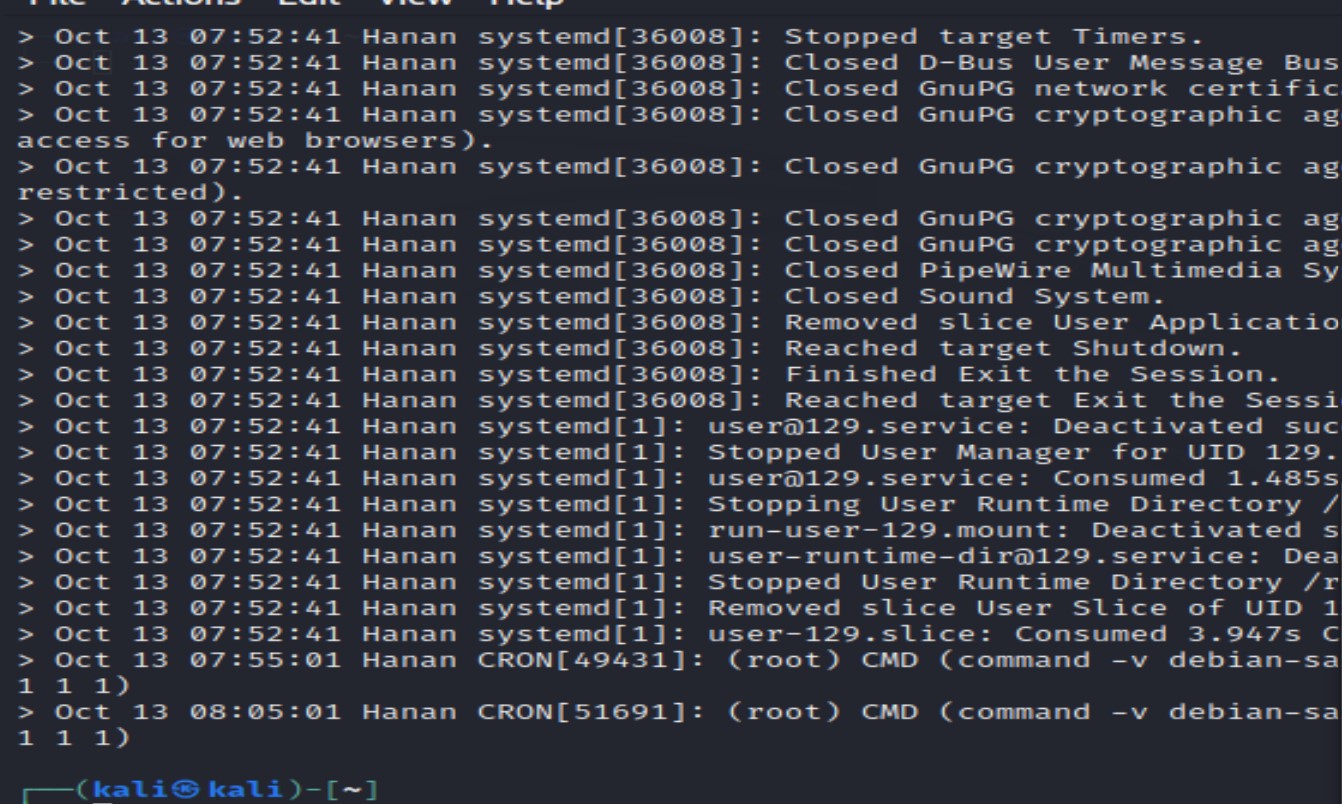 File Actions Edit View Help
> Oct 13 07:52:41 Hanan systemd[36008]: Stopped target Timers.
> Oct 13 07:52:41 Hanan systemd[36008]: Closed D-Bus User Message Bus
> Oct 13 07:52:41 Hanan systemd[36008]: Closed GnuPG network certific
> Oct 13 07:52:41 Hanan systemd[36008]: Closed GnuPG cryptographic ag
access for web browsers).
> Oct 13 07:52:41 Hanan systemd[36008]: Closed GnuPG cryptographic ag
restricted).
> Oct 13 07:52:41 Hanan systemd[36008]: Closed GnuPG cryptographic ag
> Oct 13 07:52:41 Hanan systemd[36008]: Closed GnuPG cryptographic ag
> Oct 13 07:52:41 Hanan systemd[36008]: Closed PipeWire Multimedia Sy
> Oct 13 07:52:41 Hanan systemd[36008]: Closed Sound System.
> Oct 13 07:52:41 Hanan systemd[36008]: Removed slice User Applicatio
> Oct 13 07:52:41 Hanan systemd[36008]: Reached target Shutdown.
> Oct 13 07:52:41 Hanan systemd[36008]: Finished Exit the Session.
> Oct 13 07:52:41 Hanan systemd[36008]: Reached target Exit the Sessi
> Oct 13 07:52:41 Hanan systemd[1]: user@129.service: Deactivated suc
> Oct 13 07:52:41 Hanan systemd[1]: Stopped User Manager for UID 129.
> Oct 13 07:52:41 Hanan systemd[1]: user@129.service: Consumed 1.485s
> Oct 13 07:52:41 Hanan systemd[1]: Stopping User Runtime Directory /
> Oct 13 07:52:41 Hanan systemd[1]: run-user-129.mount: Deactivated s
> Oct 13 07:52:41 Hanan systemd[1]: user-runtime-dir@129.service: Dea
> Oct 13 07:52:41 Hanan systemd[1]: Stopped User Runtime Directory /r
> Oct 13 07:52:41 Hanan systemd[1]: Removed slice User Slice of UID 1
> Oct 13 07:52:41 Hanan systemd[1]: user-129.slice: Consumed 3.947s C
> Oct 13 07:55:01 Hanan CRON[49431]: (root) CMD (command -v debian-sa
1 1 1)
> Oct 13 08:05:01 Hanan CRON[51691]: (root) CMD (command -v debian-sa
1 1 1)
┌──(kali㉿kali)-[~]